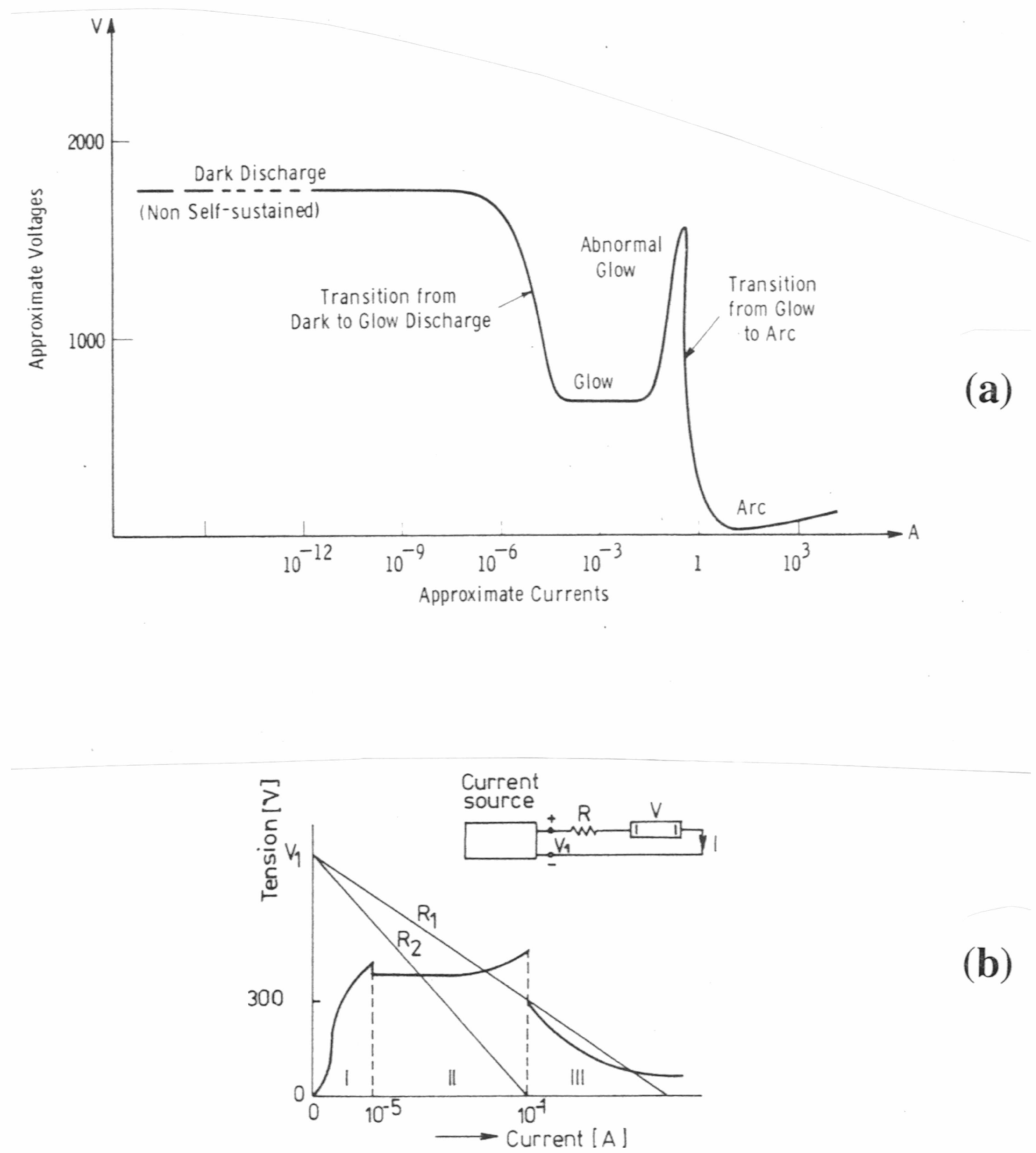 V
2000
Dark Discharge
(Non Self-sustained)
Approximate Voltages
Abnormal
Glow
Transition from
Dark to Glow Discharge
Transition
from Glow
to Arc
1000
Glow
(a)
Arc
A
10⁻¹² 10⁻⁹ 10⁻⁶ 10⁻³ 1 10³
Approximate Currents
Tension [V]
Current
source
+ R V
V₁ I
−
V₁
R₁
R₂
(b)
300
I II III
0
0 10⁻⁵ 10⁻¹
Current [A]